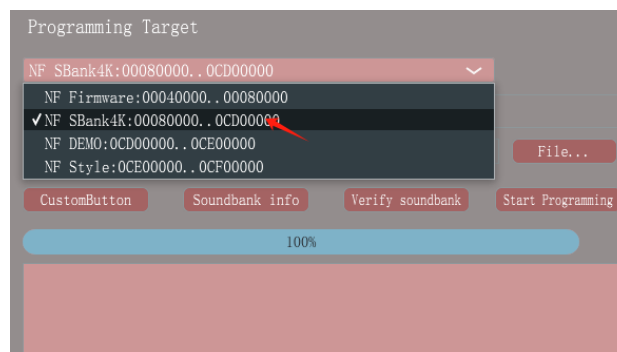 Programming Target
NF SBank4K:00080000..0CD00000
NF Firmware:00040000..00080000
✓NF SBank4K:00080000..0CD00000
NF DEMO:0CD00000..0CE00000
NF Style:0CE00000..0CF00000
File...
CustomButton Soundbank info Verify soundbank Start Programming
100%